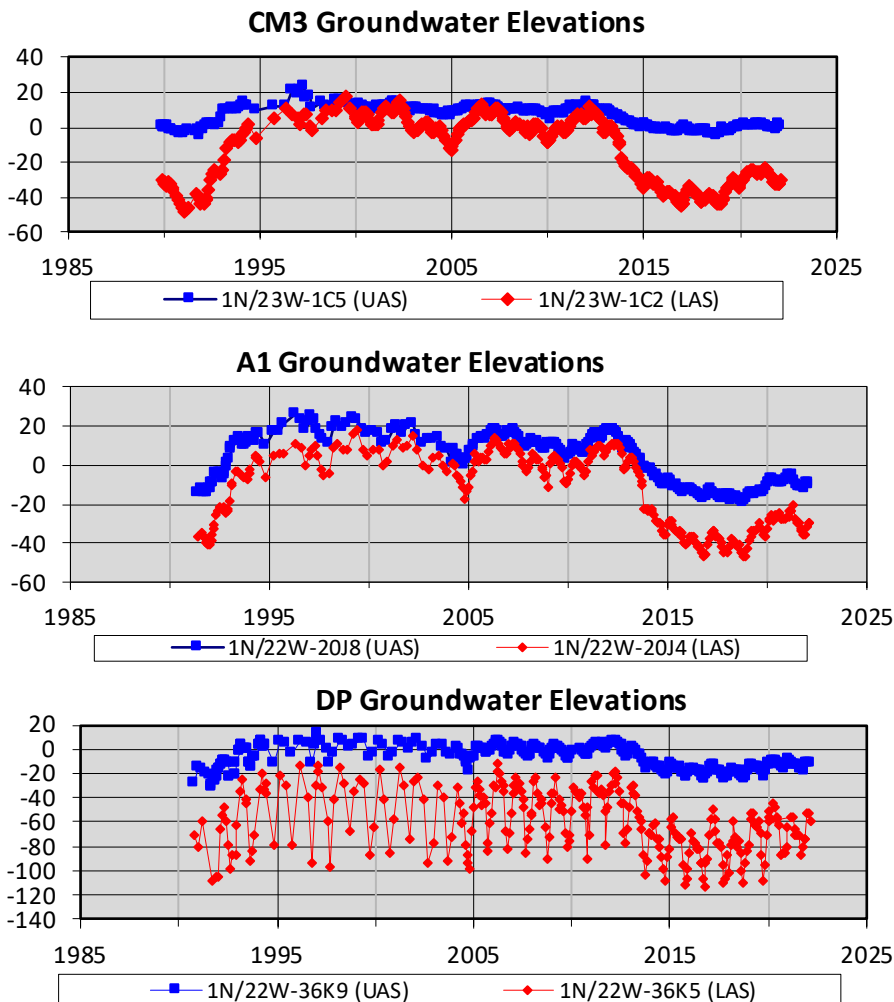 CM3 Groundwater Elevations
40
20
0
-20
-40
-60
1985 1995 2005 2015 2025
1N/23W-1C5 (UAS) 1N/23W-1C2 (LAS)
A1 Groundwater Elevations
40
20
0
-20
-40
-60
1985 1995 2005 2015 2025
1N/22W-20J8 (UAS) 1N/22W-20J4 (LAS)
DP Groundwater Elevations
20
0
-20
-40
-60
-80
-100
-120
-140
1985 1995 2005 2015 2025
1N/22W-36K9 (UAS) 1N/22W-36K5 (LAS)